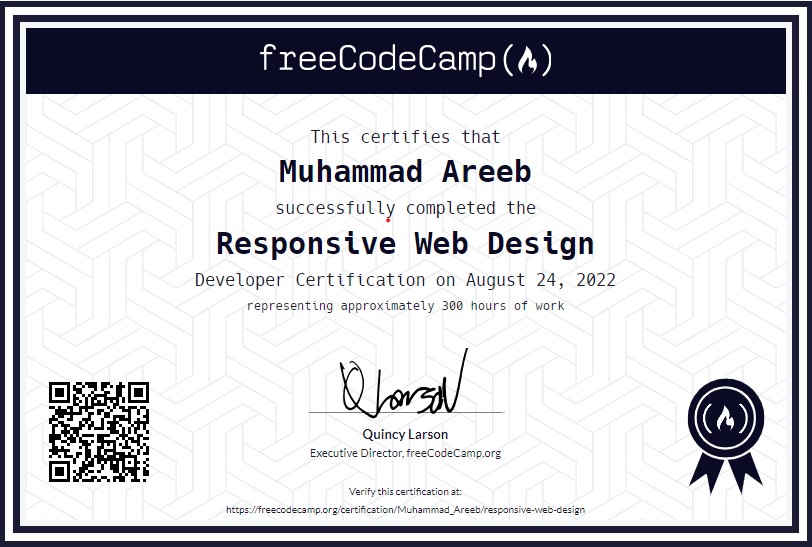 freeCodeCamp(🔥)
This certifies that
Muhammad Areeb
successfully completed the
Responsive Web Design
Developer Certification on August 24, 2022
representing approximately 300 hours of work
QLarson
Quincy Larson
Executive Director, freeCodeCamp.org
Verify this certification at:
https://freecodecamp.org/certification/Muhammad_Areeb/responsive-web-design